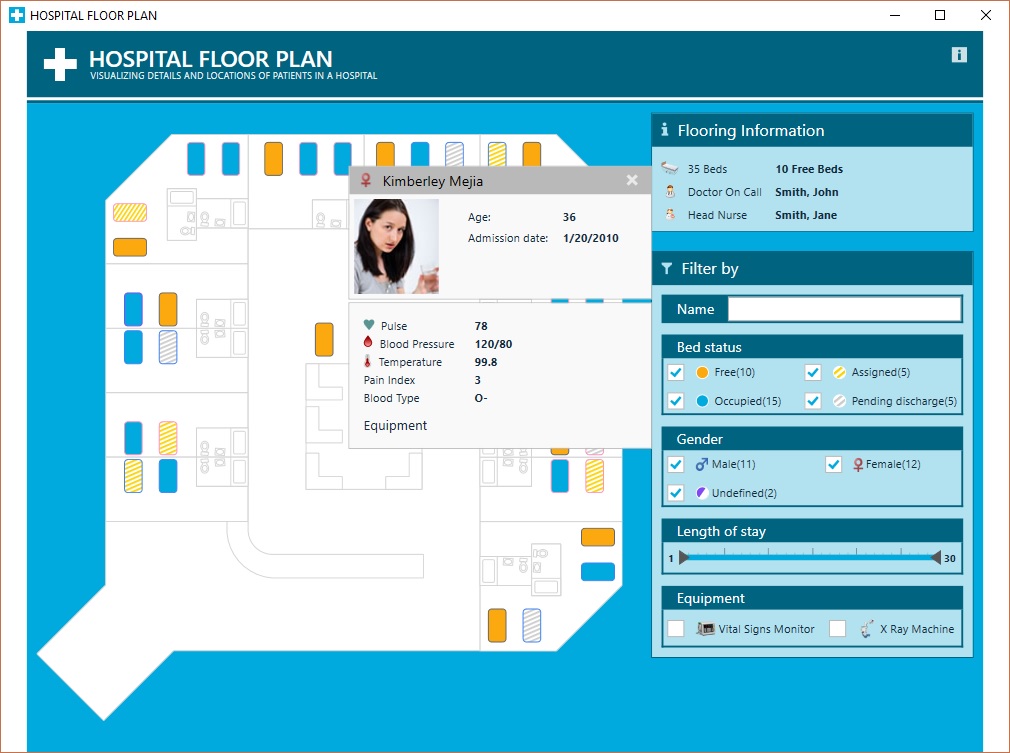 HOSPITAL FLOOR PLAN
HOSPITAL FLOOR PLAN
VISUALIZING DETAILS AND LOCATIONS OF PATIENTS IN A HOSPITAL
Kimberley Mejia
Age: 36
Admission date: 1/20/2010
Pulse 78
Blood Pressure 120/80
Temperature 99.8
Pain Index 3
Blood Type O-
Equipment
Flooring Information
35 Beds 10 Free Beds
Doctor On Call Smith, John
Head Nurse Smith, Jane
Filter by
Name
Bed status
Free(10) Assigned(5)
Occupied(15) Pending discharge(5)
Gender
Male(11) Female(12)
Undefined(2)
Length of stay
1 30
Equipment
Vital Signs Monitor X Ray Machine